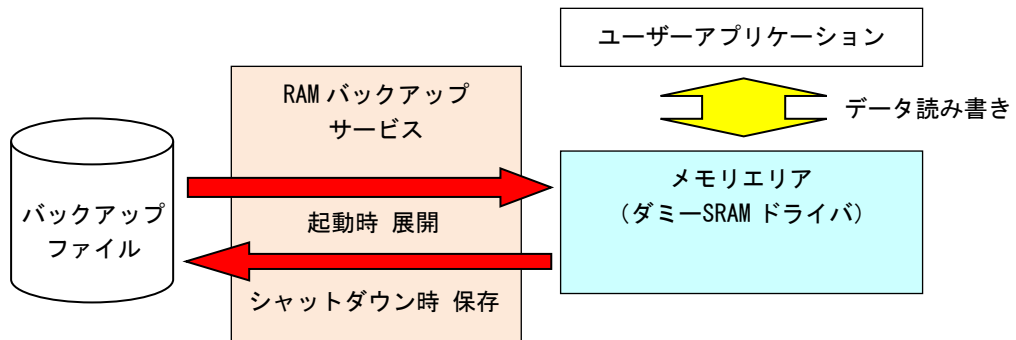 ユーザーアプリケーション
RAM バックアップ
サービス
データ読み書き
メモリエリア
(ダミーSRAM ドライバ)
バックアップ
ファイル
起動時 展開
シャットダウン時 保存